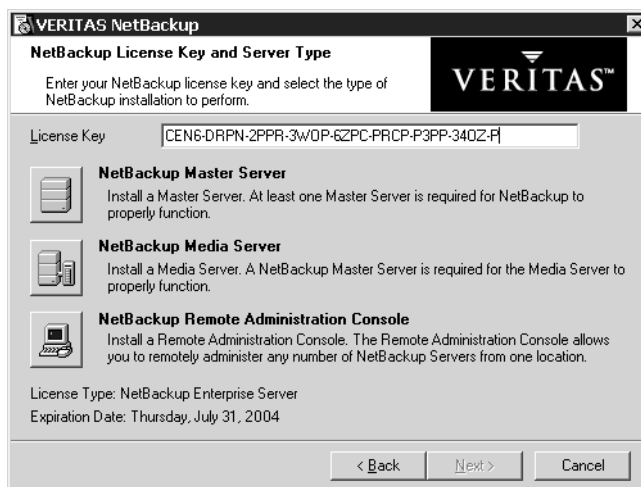 VERITAS NetBackup
NetBackup License Key and Server Type
Enter your NetBackup license key and select the type of
NetBackup installation to perform.
VERITAS™
License Key
CEN6-DRPN-2PPR-3WOP-6ZPC-PRCP-P3PP-34OZ-P
NetBackup Master Server
Install a Master Server. At least one Master Server is required for NetBackup to
properly function.
NetBackup Media Server
Install a Media Server. A NetBackup Master Server is required for the Media Server to
properly function.
NetBackup Remote Administration Console
Install a Remote Administration Console. The Remote Administration Console allows
you to remotely administer any number of NetBackup Servers from one location.
License Type: NetBackup Enterprise Server
Expiration Date: Thursday, July 31, 2004
< Back
Next >
Cancel